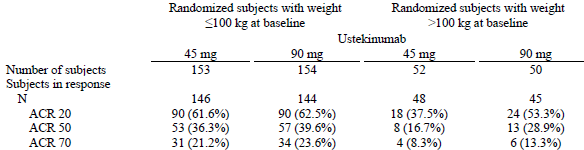 Randomized subjects with weight Randomized subjects with weight
≤100 kg at baseline >100 kg at baseline
Ustekinumab
45 mg 90 mg 45 mg 90 mg
Number of subjects 153 154 52 50
Subjects in response
N 146 144 48 45
ACR 20 90 (61.6%) 90 (62.5%) 18 (37.5%) 24 (53.3%)
ACR 50 53 (36.3%) 57 (39.6%) 8 (16.7%) 13 (28.9%)
ACR 70 31 (21.2%) 34 (23.6%) 4 (8.3%) 6 (13.3%)